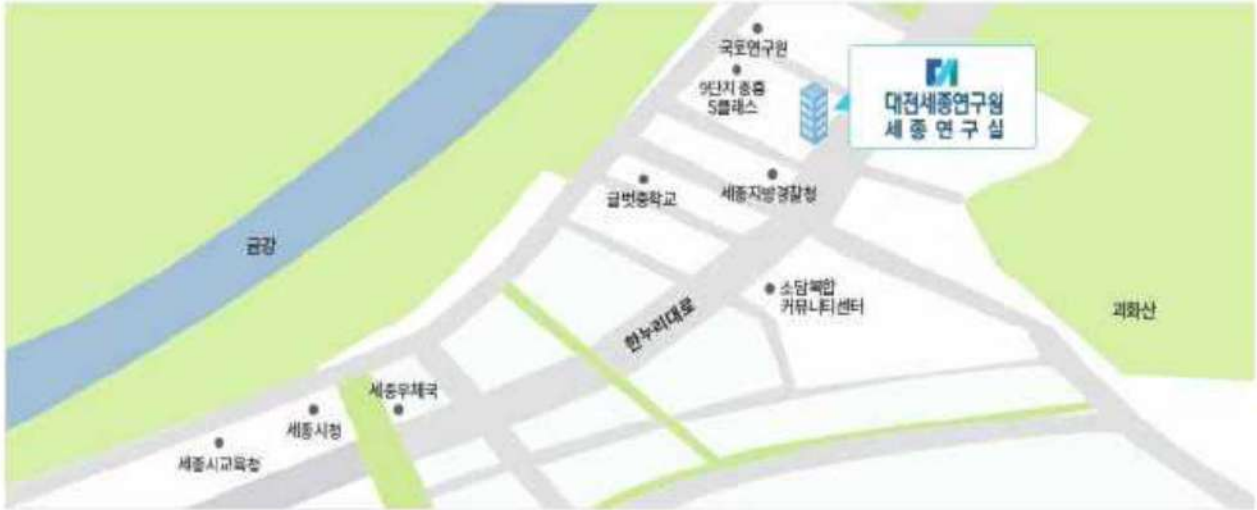 국토연구원
9단지 중흥
S클래스
대전세종연구원
세종연구실
글벗중학교
세종지방경찰청
금강
소담복합
커뮤니티센터
한누리대로
괴화산
세종우체국
세종시청
세종시교육청